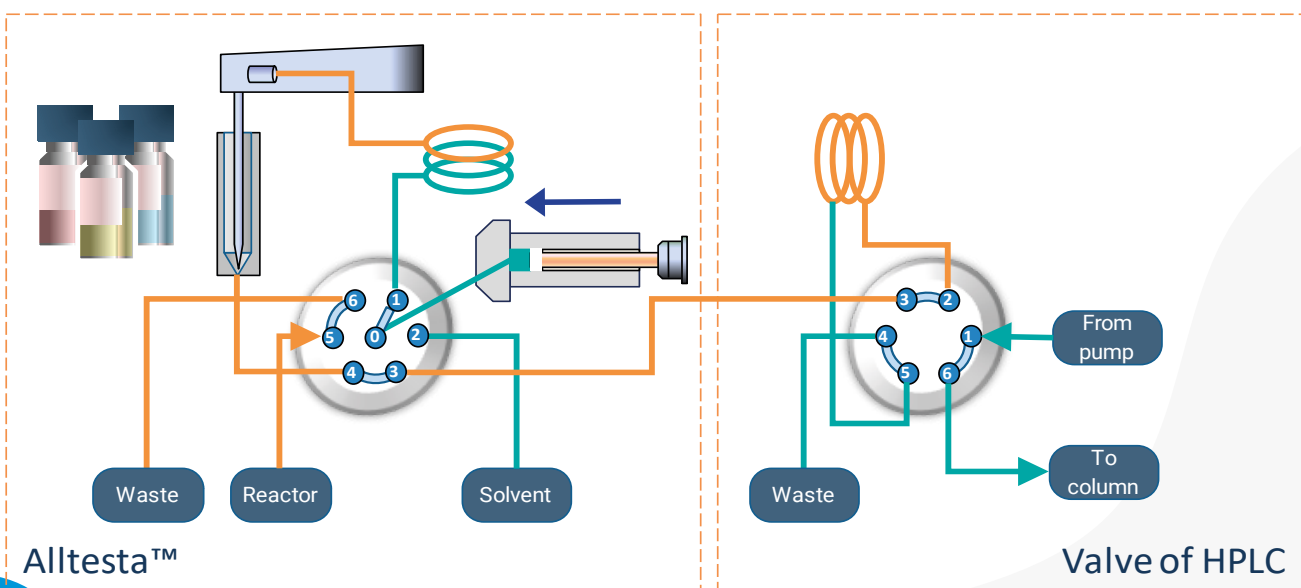 6
1
5
0
2
4
3
Waste
Reactor
Solvent
Alltesta™
3
2
4
1
5
6
From
pump
To
column
Waste
Valve of HPLC